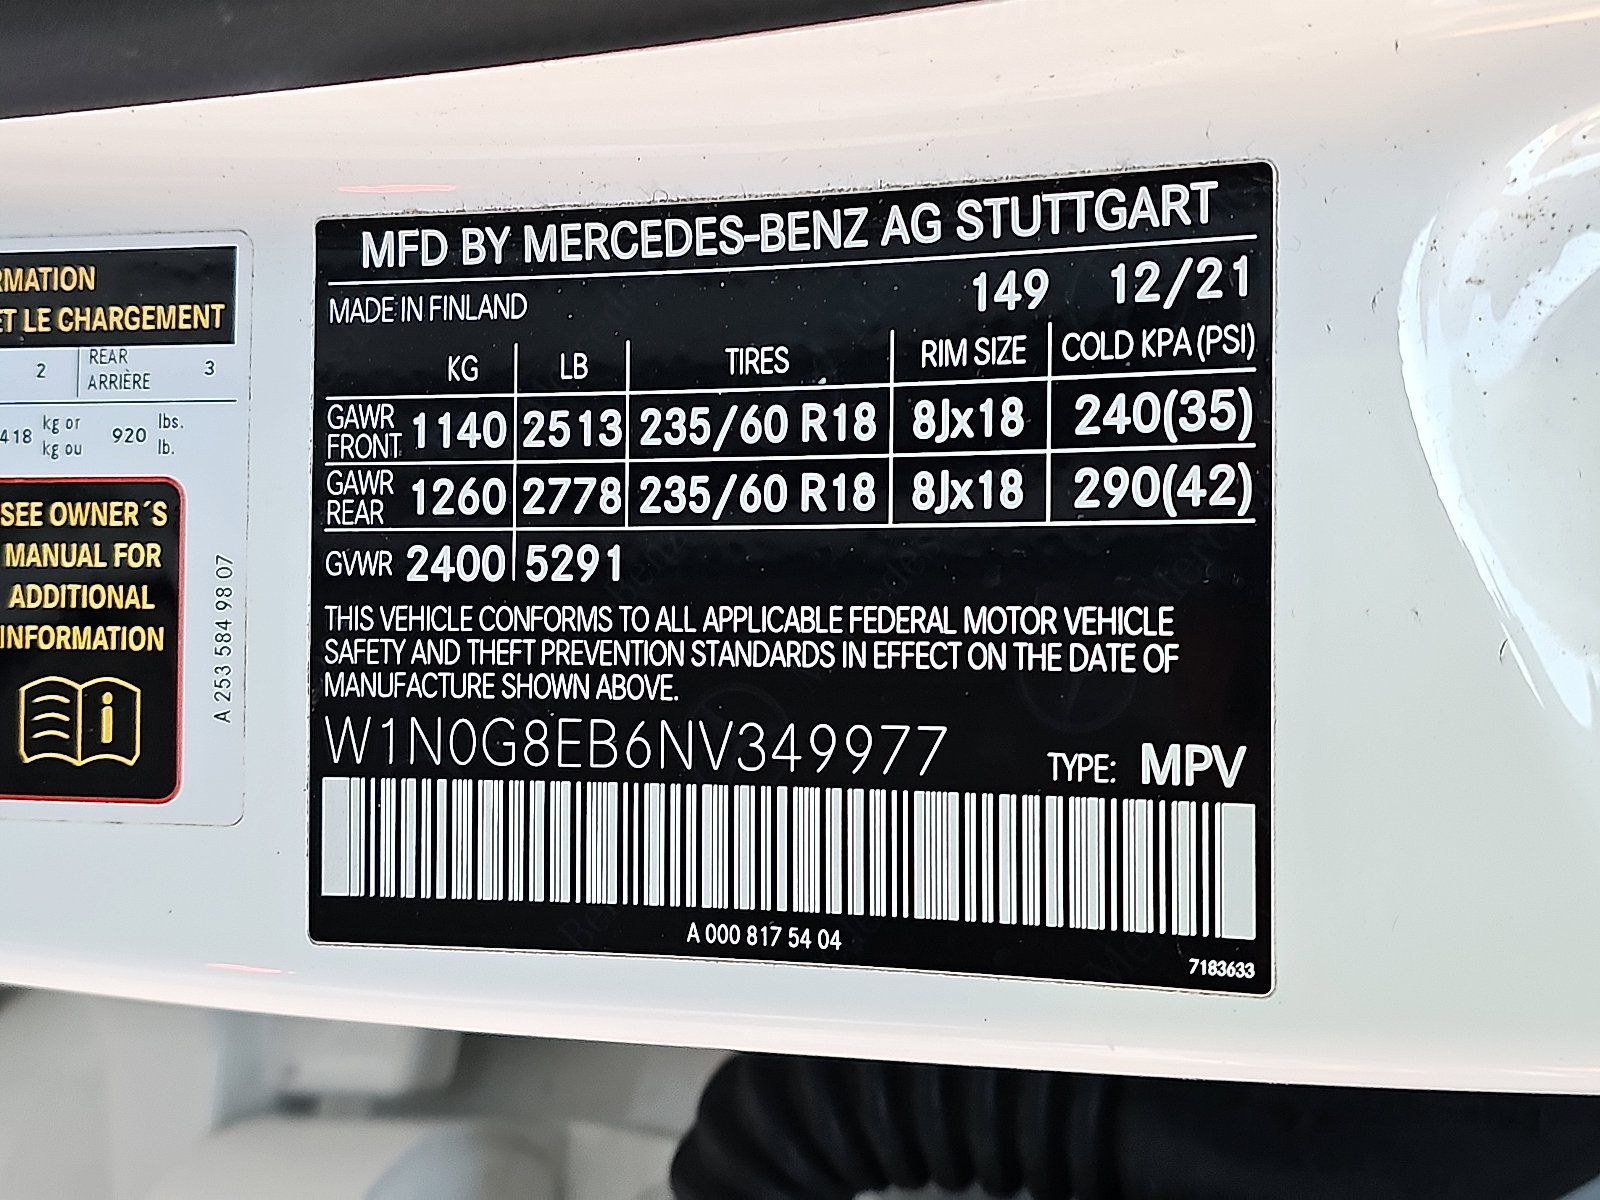 RMATION
ET LE CHARGEMENT
2 REAR ARRIÈRE 3
418 kg or kg ou 920 lbs. lb.
SEE OWNER´S
MANUAL FOR
ADDITIONAL
INFORMATION
i
A 253 584 98 07
MFD BY MERCEDES-BENZ AG STUTTGART
MADE IN FINLAND 149 12/21
KG LB TIRES RIM SIZE COLD KPA (PSI)
GAWR FRONT 1140 2513 235/60 R18 8Jx18 240(35)
GAWR REAR 1260 2778 235/60 R18 8Jx18 290(42)
GVWR 2400 5291
THIS VEHICLE CONFORMS TO ALL APPLICABLE FEDERAL MOTOR VEHICLE
SAFETY AND THEFT PREVENTION STANDARDS IN EFFECT ON THE DATE OF
MANUFACTURE SHOWN ABOVE.
W1N0G8EB6NV349977 TYPE: MPV
A 000 817 54 04
7183633